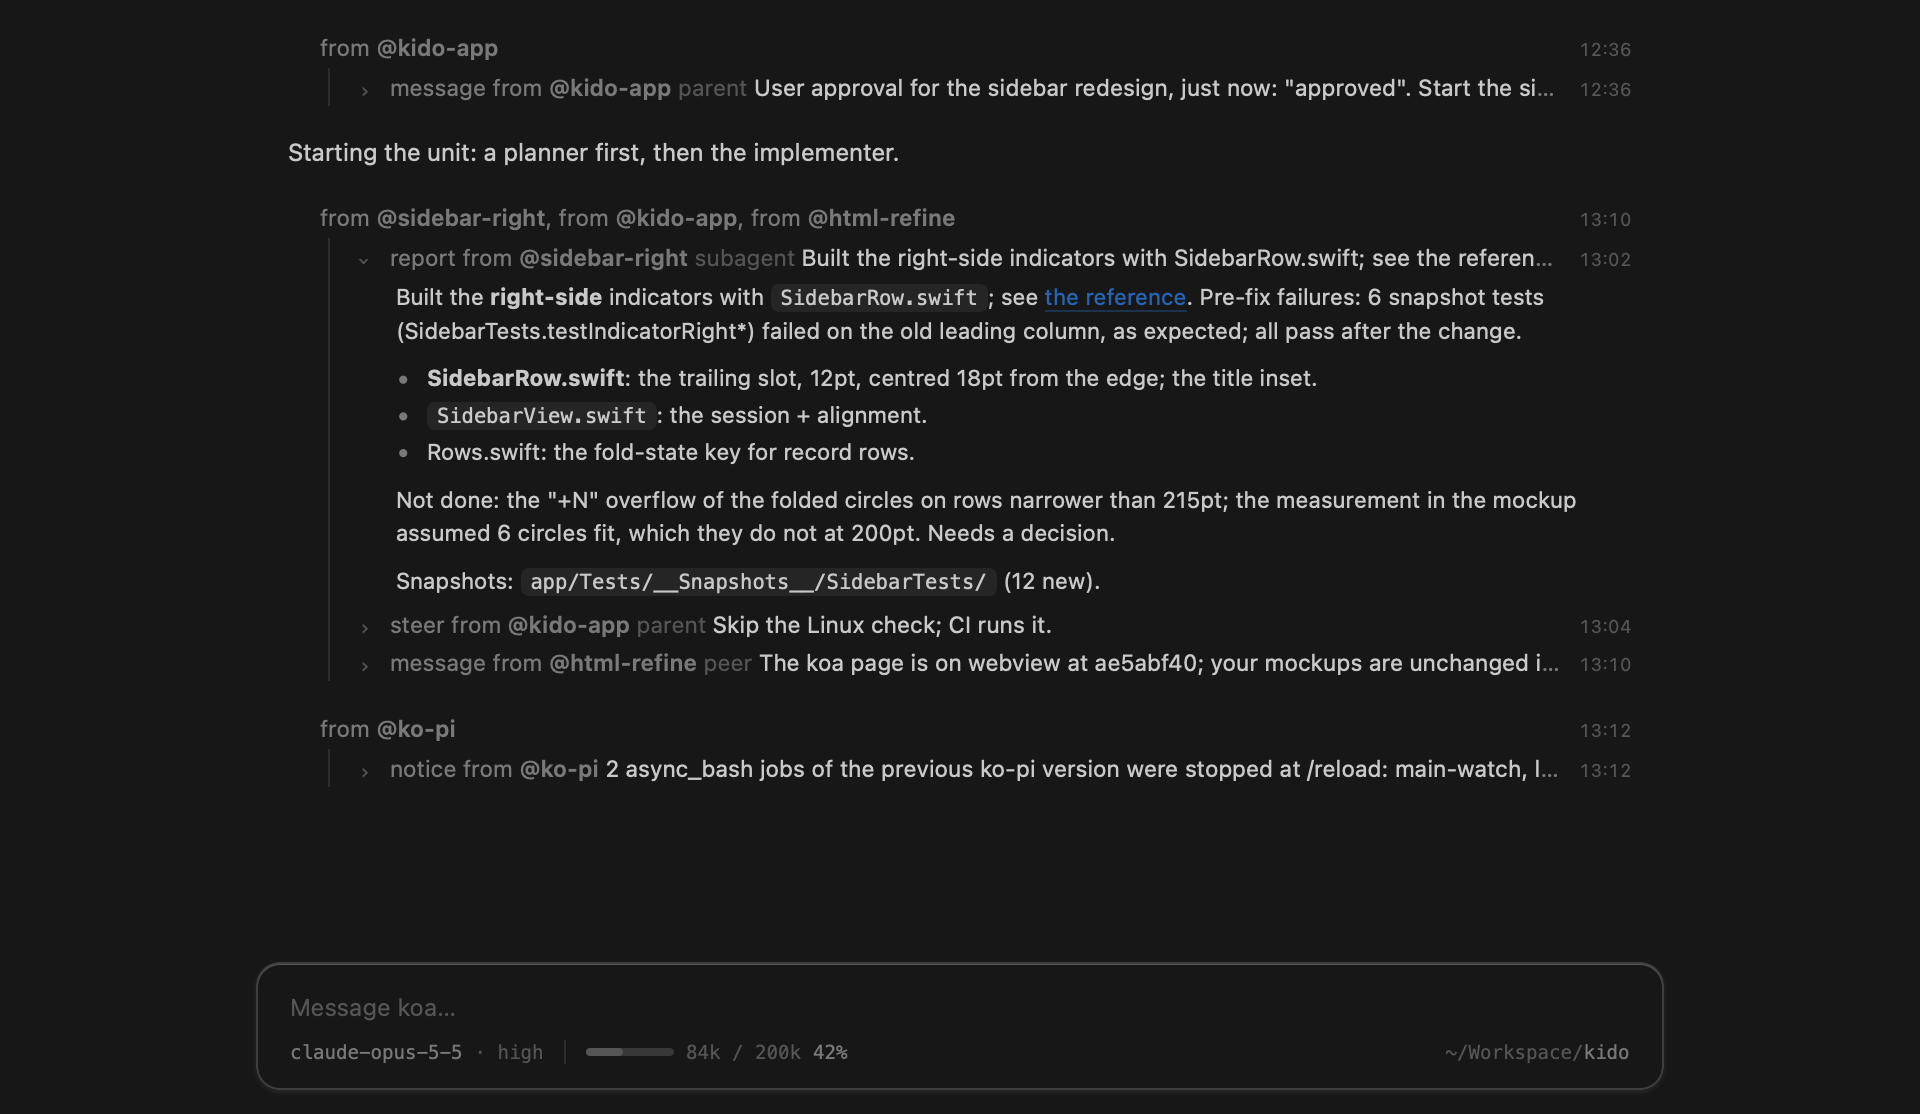 from @kido-app 12:36
› message from @kido-app parent User approval for the sidebar redesign, just now: "approved". Start the si... 12:36
Starting the unit: a planner first, then the implementer.
from @sidebar-right, from @kido-app, from @html-refine 13:10
report from @sidebar-right subagent Built the right-side indicators with SidebarRow.swift; see the referen... 13:02
Built the right-side indicators with SidebarRow.swift; see the reference. Pre-fix failures: 6 snapshot tests
(SidebarTests.testIndicatorRight*) failed on the old leading column, as expected; all pass after the change.
• SidebarRow.swift: the trailing slot, 12pt, centred 18pt from the edge; the title inset.
• SidebarView.swift: the session + alignment.
• Rows.swift: the fold-state key for record rows.
Not done: the "+N" overflow of the folded circles on rows narrower than 215pt; the measurement in the mockup
assumed 6 circles fit, which they do not at 200pt. Needs a decision.
Snapshots: app/Tests/__Snapshots__/SidebarTests/ (12 new).
› steer from @kido-app parent Skip the Linux check; CI runs it. 13:04
› message from @html-refine peer The koa page is on webview at ae5abf40; your mockups are unchanged i... 13:10
from @ko-pi 13:12
› notice from @ko-pi 2 async_bash jobs of the previous ko-pi version were stopped at /reload: main-watch, l... 13:12
Message koa...
claude-opus-5-5 · high 84k / 200k 42% ~/Workspace/kido